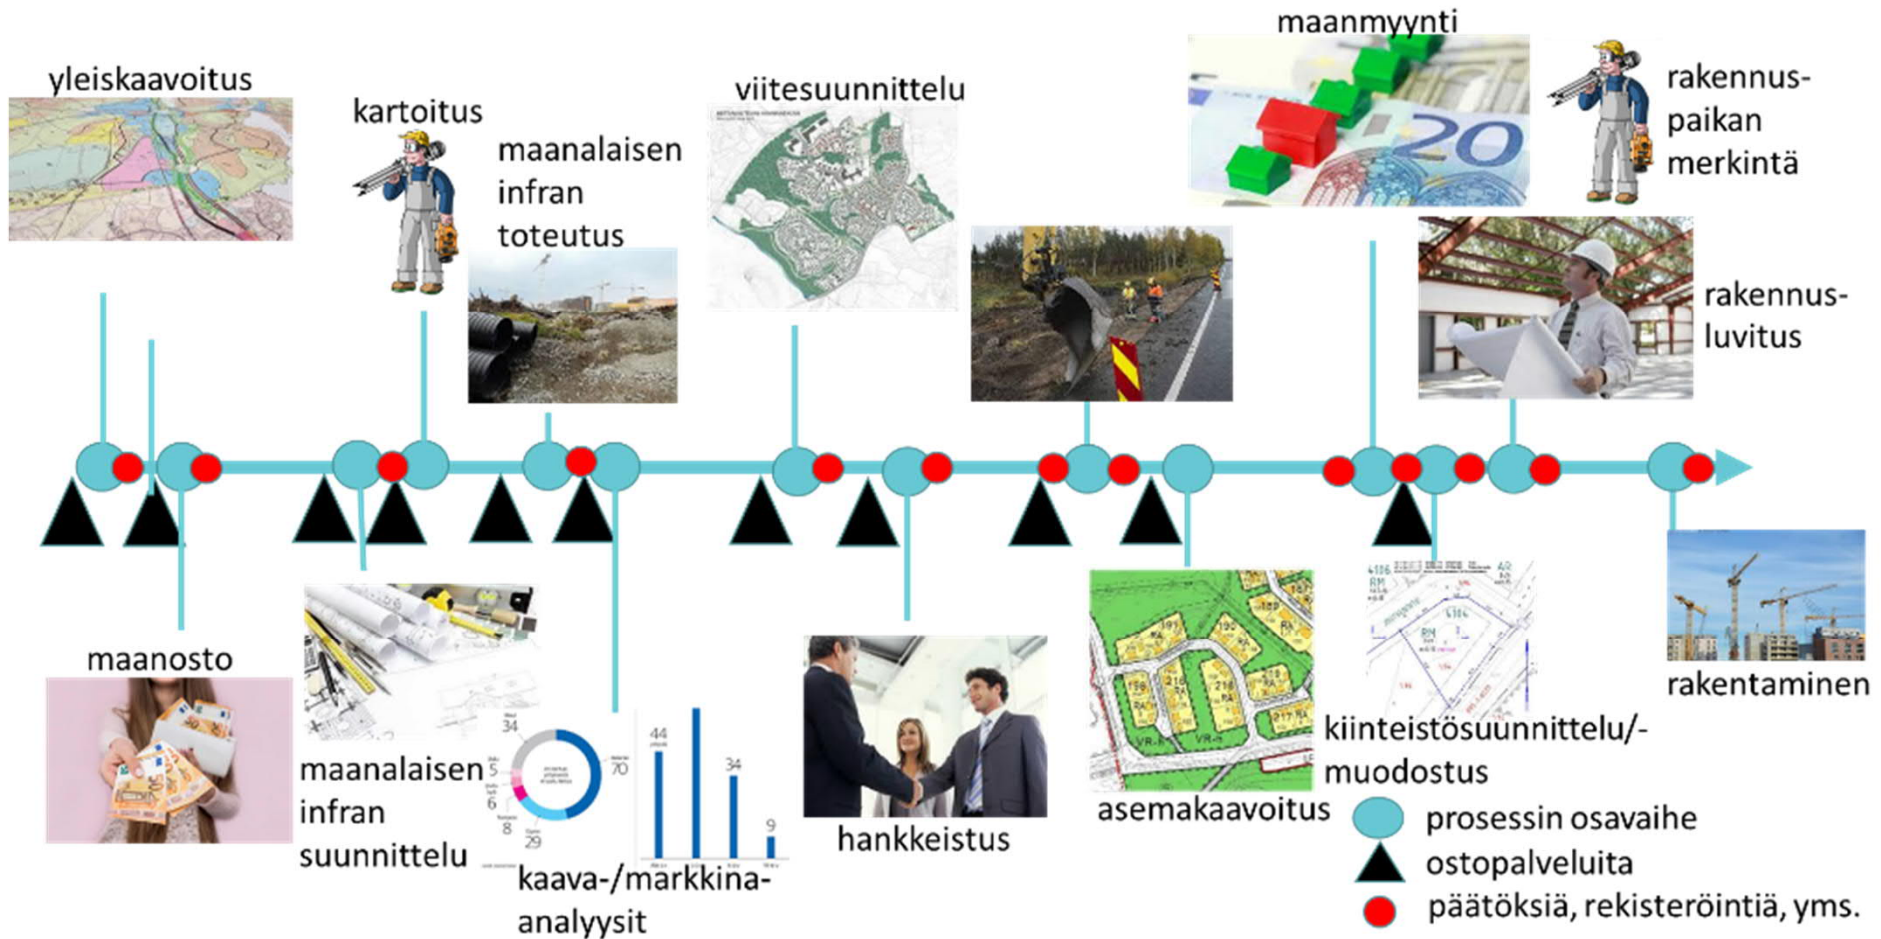 yleiskaavoitus
kartoitus
maanalaisen
infran
toteutus
viitesuunnittelu
maanmyynti
20
rakennus-
paikan
merkintä
rakennus-
luvitus
maanosto
maanalaisen
infran
suunnittelu
34
5
6
8
29
70
44
34
9
kaava-/markkina-
analyysit
hankkeistus
asemakaavoitus
kiinteistösuunnittelu/-
muodostus
rakentaminen
prosessin osavaihe
ostopalveluita
päätöksiä, rekisteröintiä, yms.